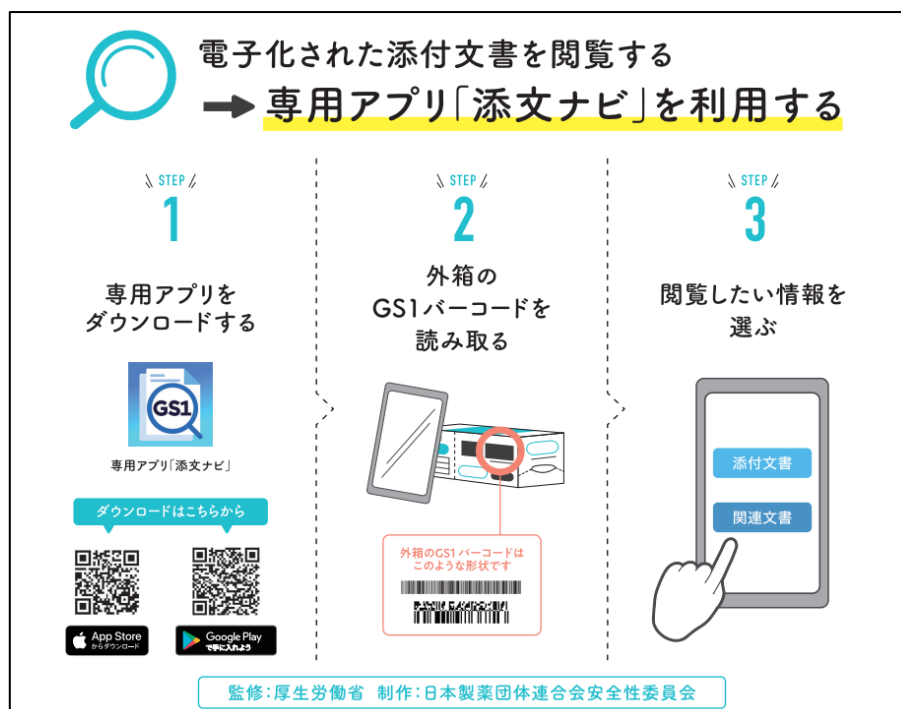 電子化された添付文書を閲覧する
→専用アプリ「添文ナビ」を利用する
STEP
1
専用アプリを
ダウンロードする
GS1
専用アプリ「添文ナビ」
ダウンロードはこちらから
App Store
からダウンロード
Google Play
で手に入れよう
STEP
2
外箱の
GS1バーコードを
読み取る
外箱のGS1バーコードは
このような形状です
STEP
3
閲覧したい情報を
選ぶ
添付文書
関連文書
監修:厚生労働省 制作:日本製薬団体連合会安全性委員会